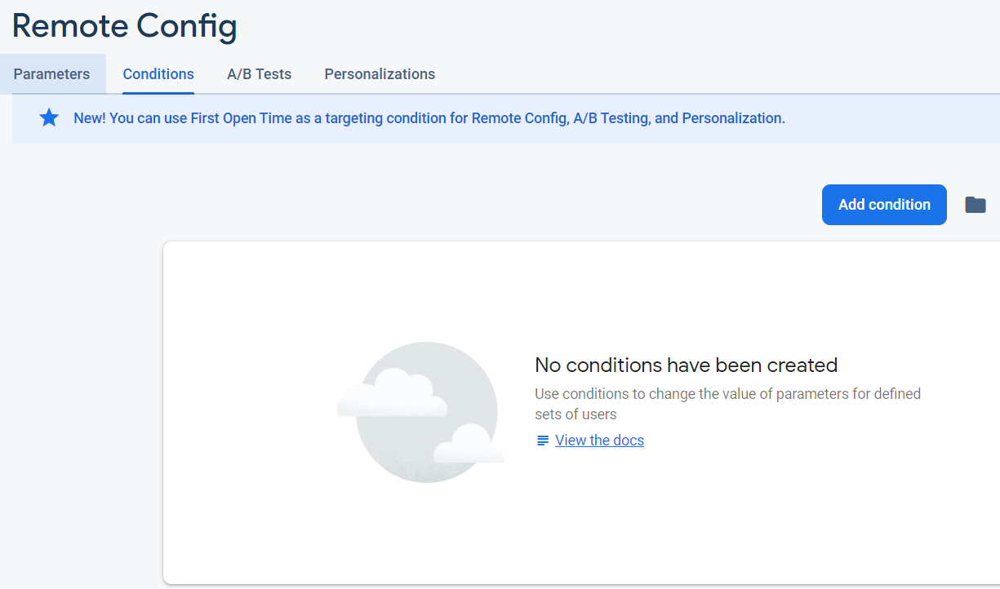 Remote Config
Parameters Conditions A/B Tests Personalizations
New! You can use First Open Time as a targeting condition for Remote Config, A/B Testing, and Personalization.
Add condition
No conditions have been created
Use conditions to change the value of parameters for defined
sets of users
View the docs